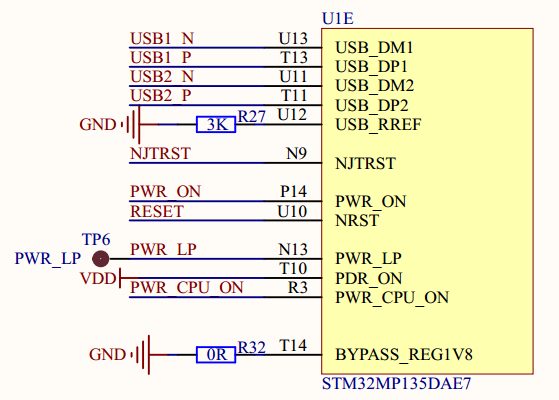 U1E
USB1_N U13 USB_DM1
USB1_P T13 USB_DP1
USB2_N U11 USB_DM2
USB2_P T11 USB_DP2
GND 3K R27 U12 USB_RREF
NJTRST N9 NJTRST
PWR_ON P14 PWR_ON
RESET U10 NRST
TP6
PWR_LP PWR_LP N13 PWR_LP
VDD T10 PDR_ON
PWR_CPU_ON R3 PWR_CPU_ON
GND 0R R32 T14 BYPASS_REG1V8
STM32MP135DAE7